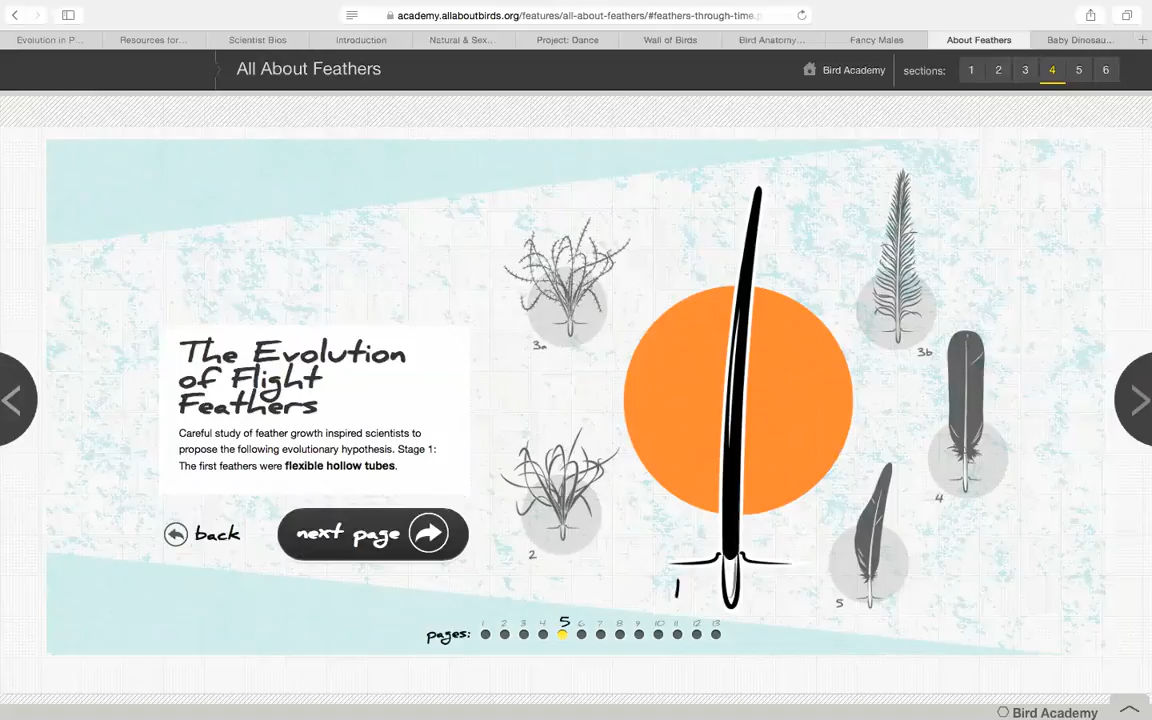 academy.allaboutbirds.org/features/all-about-feathers/#feathers-through-time.p
Evolution in P...
Resources for...
Scientist Bios
Introduction
Natural & Sex...
Project: Dance
Wall of Birds
Bird Anatomy...
Fancy Males
About Feathers
Baby Dinosau...
All About Feathers
Bird Academy
sections:
1 2 3 4 5 6
3a
3b
The Evolution
of Flight
Feathers
Careful study of feather growth inspired scientists to
propose the following evolutionary hypothesis. Stage 1:
The first feathers were flexible hollow tubes.
4
back
next page
2
1
5
pages:
1 2 3 4 5 6 7 8 9 10 11 12 13
Bird Academy